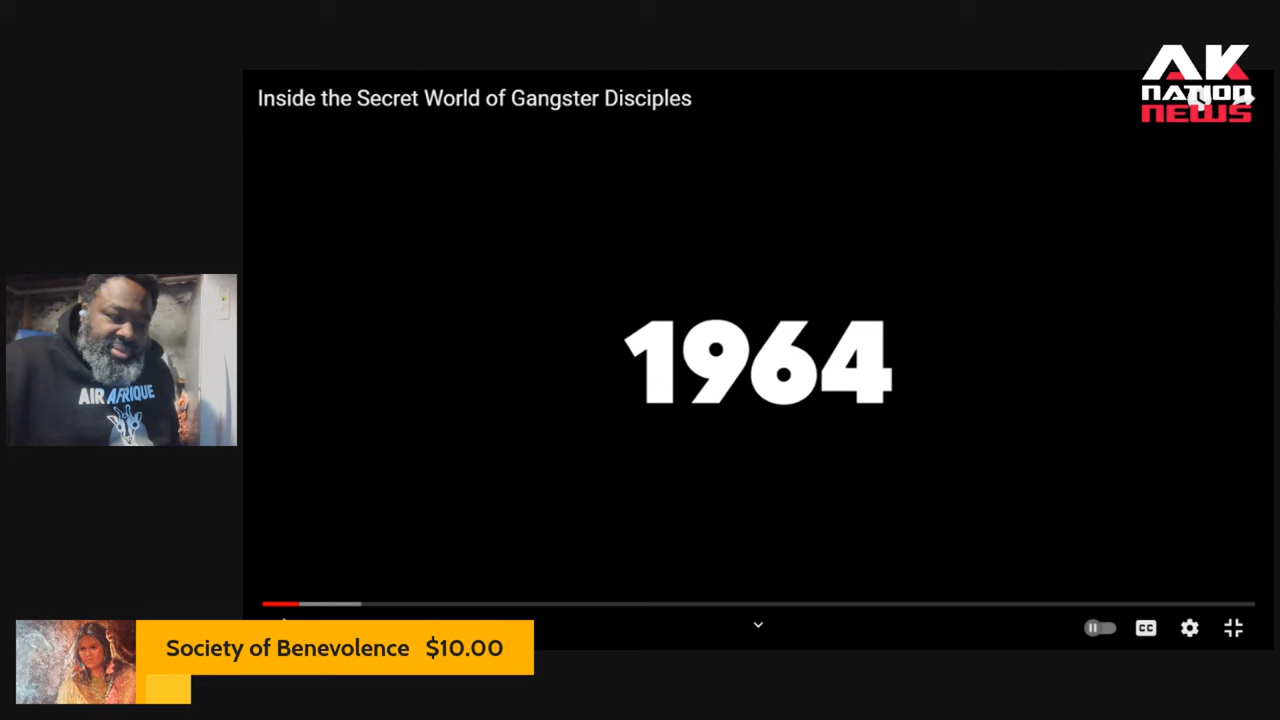 Inside the Secret World of Gangster Disciples
AK
NATION
NEWS
1964
AIR AFRIQUE
CC
Society of Benevolence $10.00